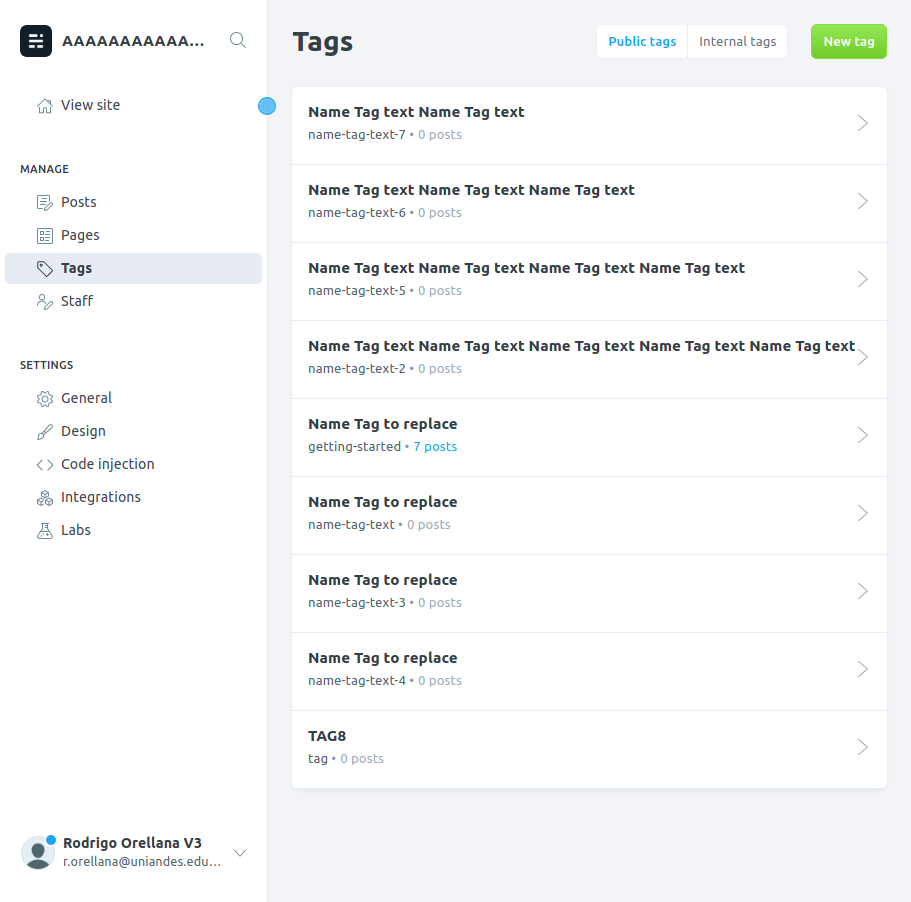 AAAAAAAAAAA...
View site
MANAGE
Posts
Pages
Tags
Staff
SETTINGS
General
Design
Code injection
Integrations
Labs
Rodrigo Orellana V3
r.orellana@uniandes.edu...
Tags
Public tags
Internal tags
New tag
Name Tag text Name Tag text
name-tag-text-7 • 0 posts
Name Tag text Name Tag text Name Tag text
name-tag-text-6 • 0 posts
Name Tag text Name Tag text Name Tag text Name Tag text
name-tag-text-5 • 0 posts
Name Tag text Name Tag text Name Tag text Name Tag text Name Tag text
name-tag-text-2 • 0 posts
Name Tag to replace
getting-started • 7 posts
Name Tag to replace
name-tag-text • 0 posts
Name Tag to replace
name-tag-text-3 • 0 posts
Name Tag to replace
name-tag-text-4 • 0 posts
TAG8
tag • 0 posts